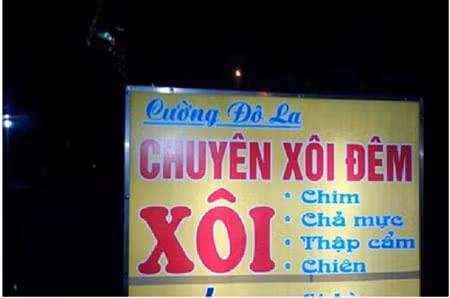 Cường Đô La
CHUYÊN XÔI ĐÊM
XÔI
• Chim
• Chả mực
• Thập cẩm
• Chiên